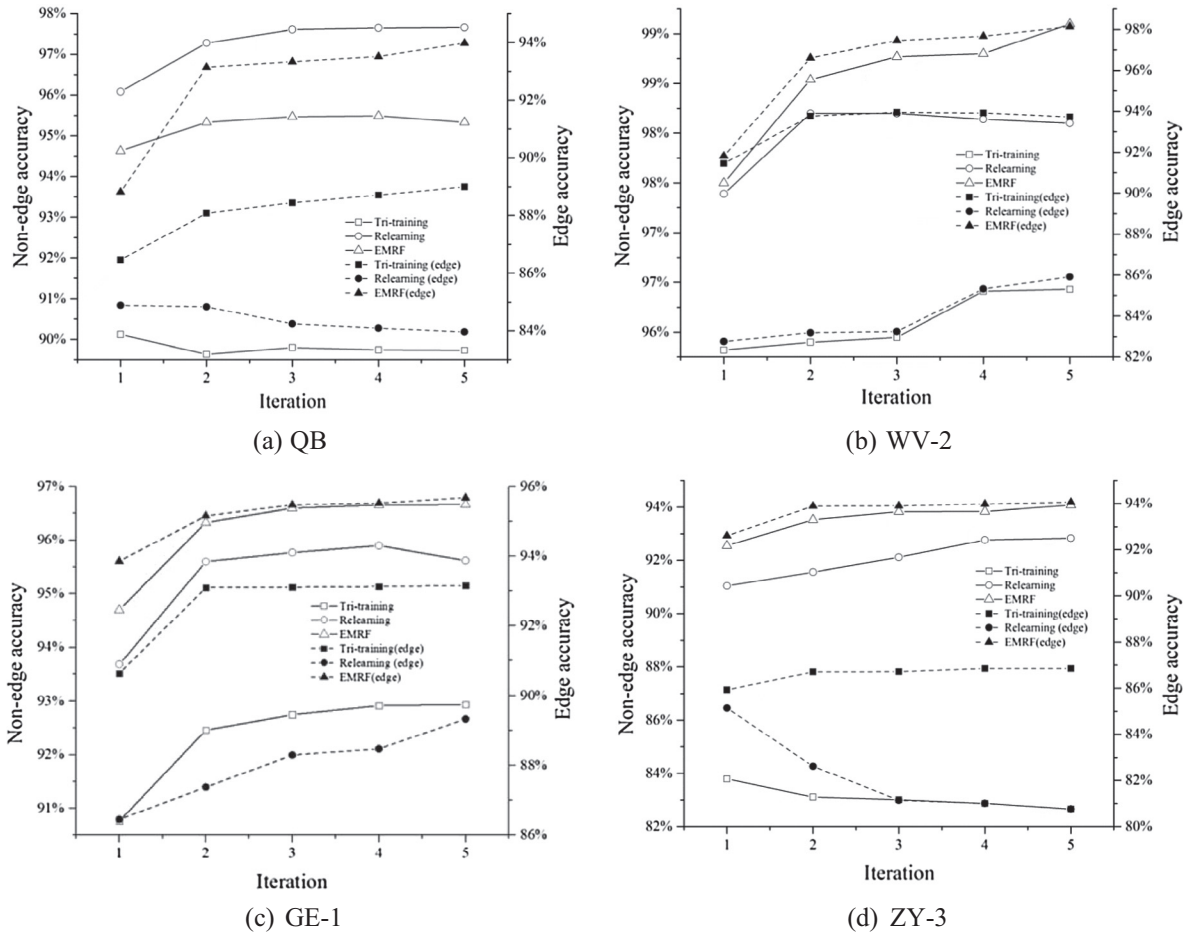 98%
97%
96%
95%
94%
93%
92%
91%
90%
Non-edge accuracy
94%
92%
90%
88%
86%
84%
Edge accuracy
Tri-training
Relearning
EMRF
Tri-training (edge)
Relearning (edge)
EMRF(edge)
1 2 3 4 5
Iteration
(a) QB
99%
99%
98%
98%
97%
97%
96%
Non-edge accuracy
98%
96%
94%
92%
90%
88%
86%
84%
82%
Edge accuracy
Tri-training
Relearning
EMRF
Tri-training(edge)
Relearning (edge)
EMRF(edge)
1 2 3 4 5
Iteration
(b) WV-2
97%
96%
95%
94%
93%
92%
91%
Non-edge accuracy
96%
94%
92%
90%
88%
86%
Edge accuracy
Tri-training
Relearning
EMRF
Tri-training (edge)
Relearning (edge)
EMRF(edge)
1 2 3 4 5
Iteration
(c) GE-1
94%
92%
90%
88%
86%
84%
82%
Non-edge accuracy
94%
92%
90%
88%
86%
84%
82%
80%
Edge accuracy
Tri-training
Relearning
EMRF
Tri-training(edge)
Relearning (edge)
EMRF(edge)
1 2 3 4 5
Iteration
(d) ZY-3